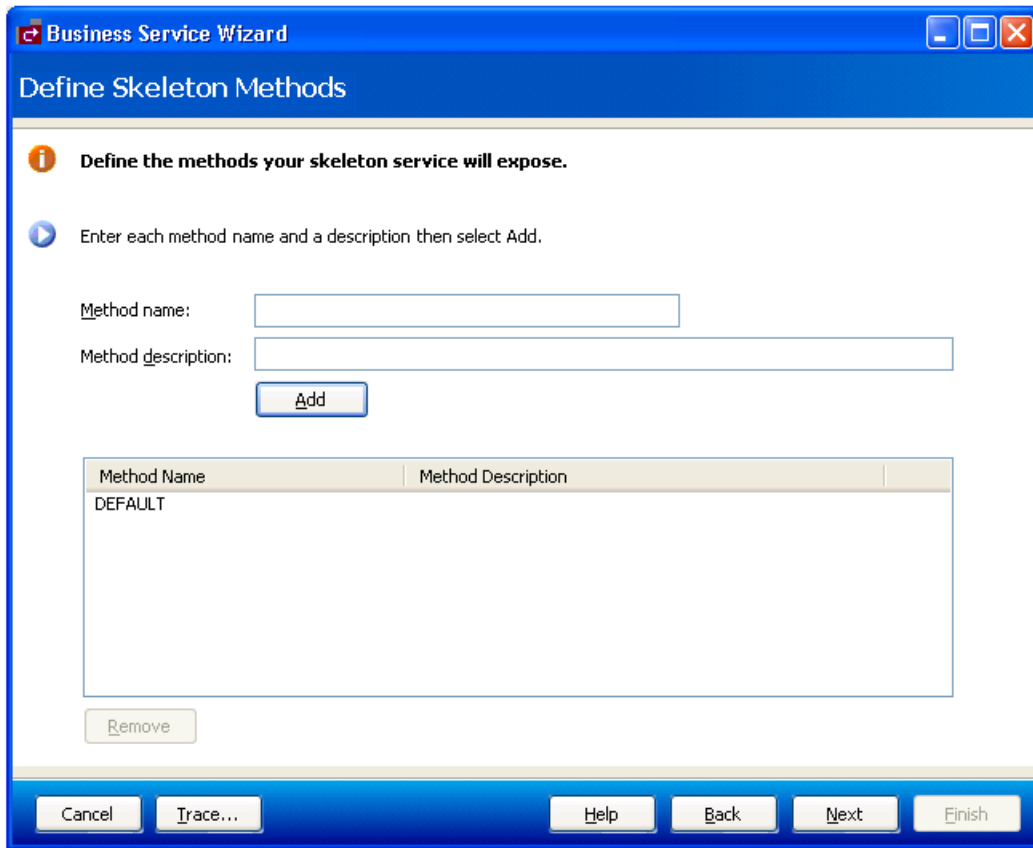 Business Service Wizard
Define Skeleton Methods
Define the methods your skeleton service will expose.
Enter each method name and a description then select Add.
Method name:
Method description:
Add
Method Name Method Description
DEFAULT
Remove
Cancel Trace... Help Back Next Finish